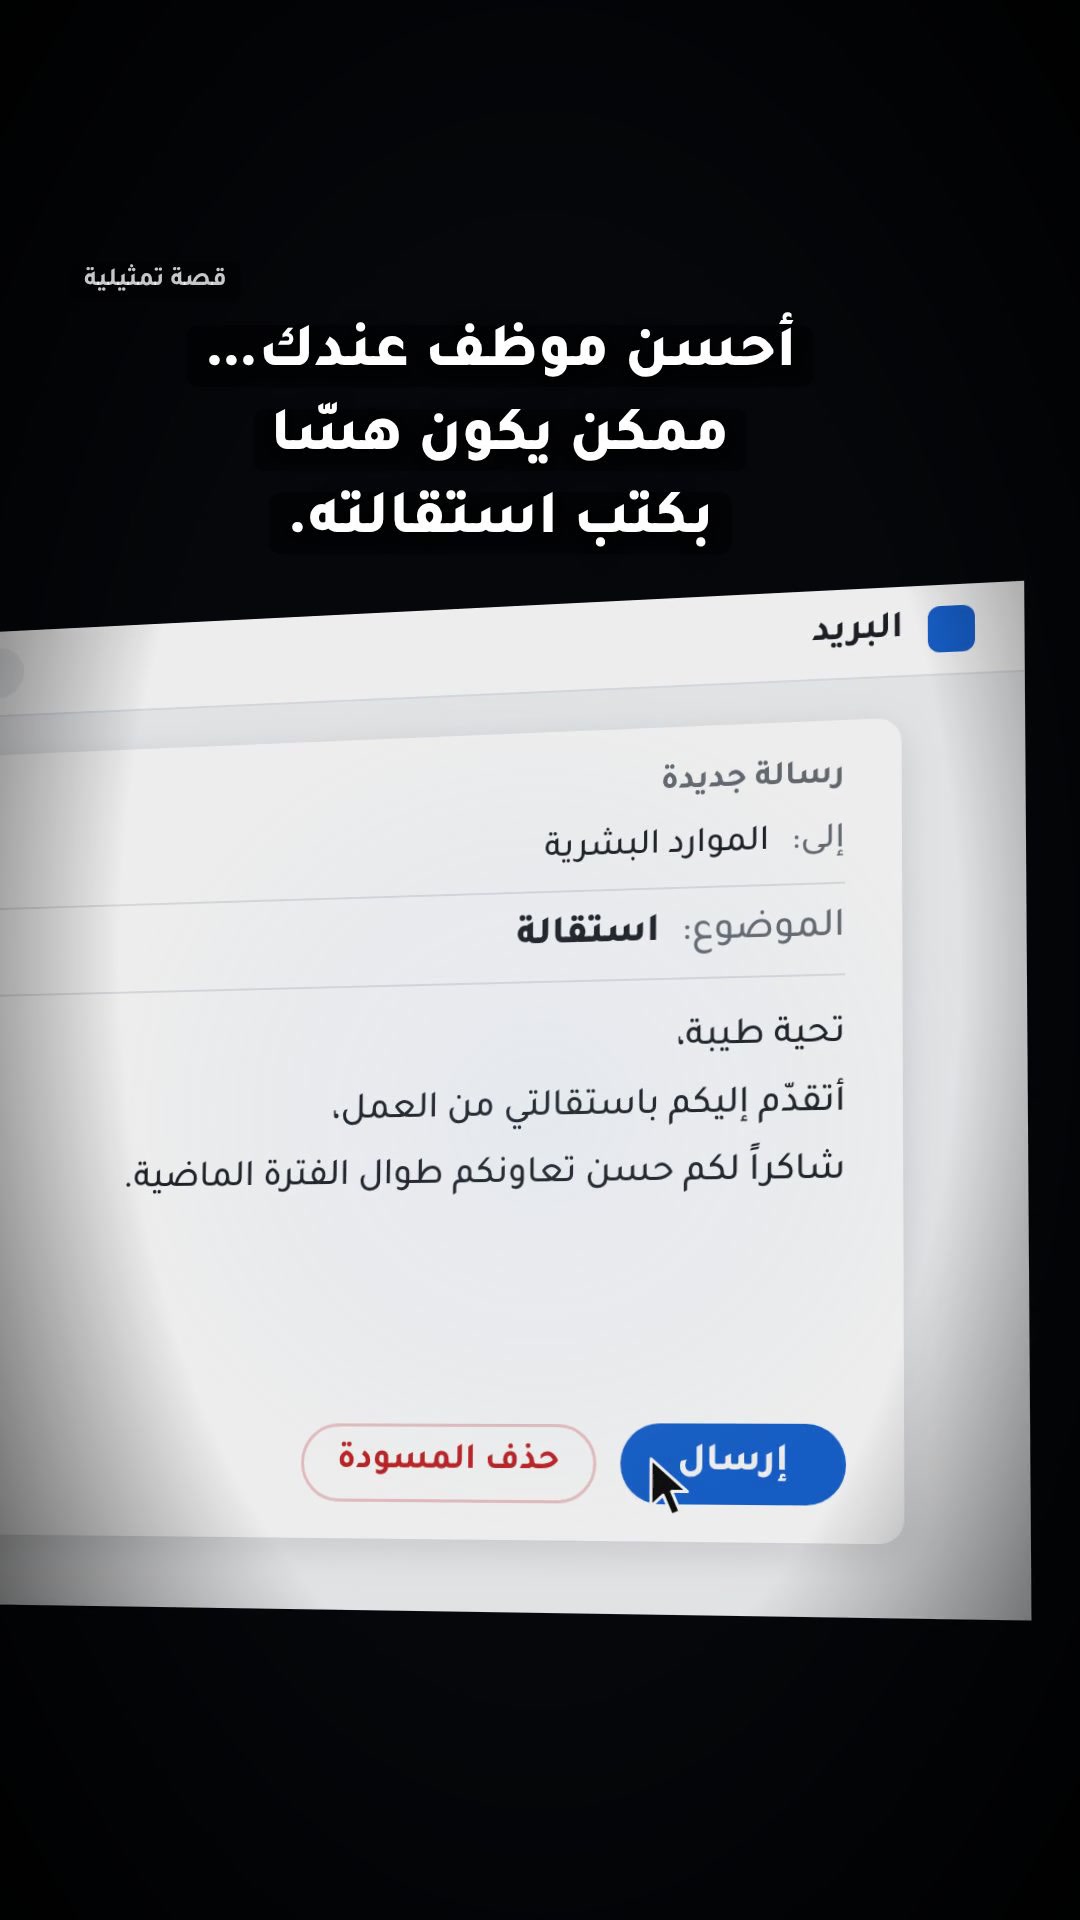 قصة تمثيلية
أحسن موظف عندك...
ممكن يكون هسّا
بكتب استقالته.
البريد
رسالة جديدة
إلى: الموارد البشرية
الموضوع: استقالة
تحية طيبة،
أتقدّم إليكم باستقالتي من العمل،
شاكراً لكم حسن تعاونكم طوال الفترة الماضية.
إرسال
حذف المسودة